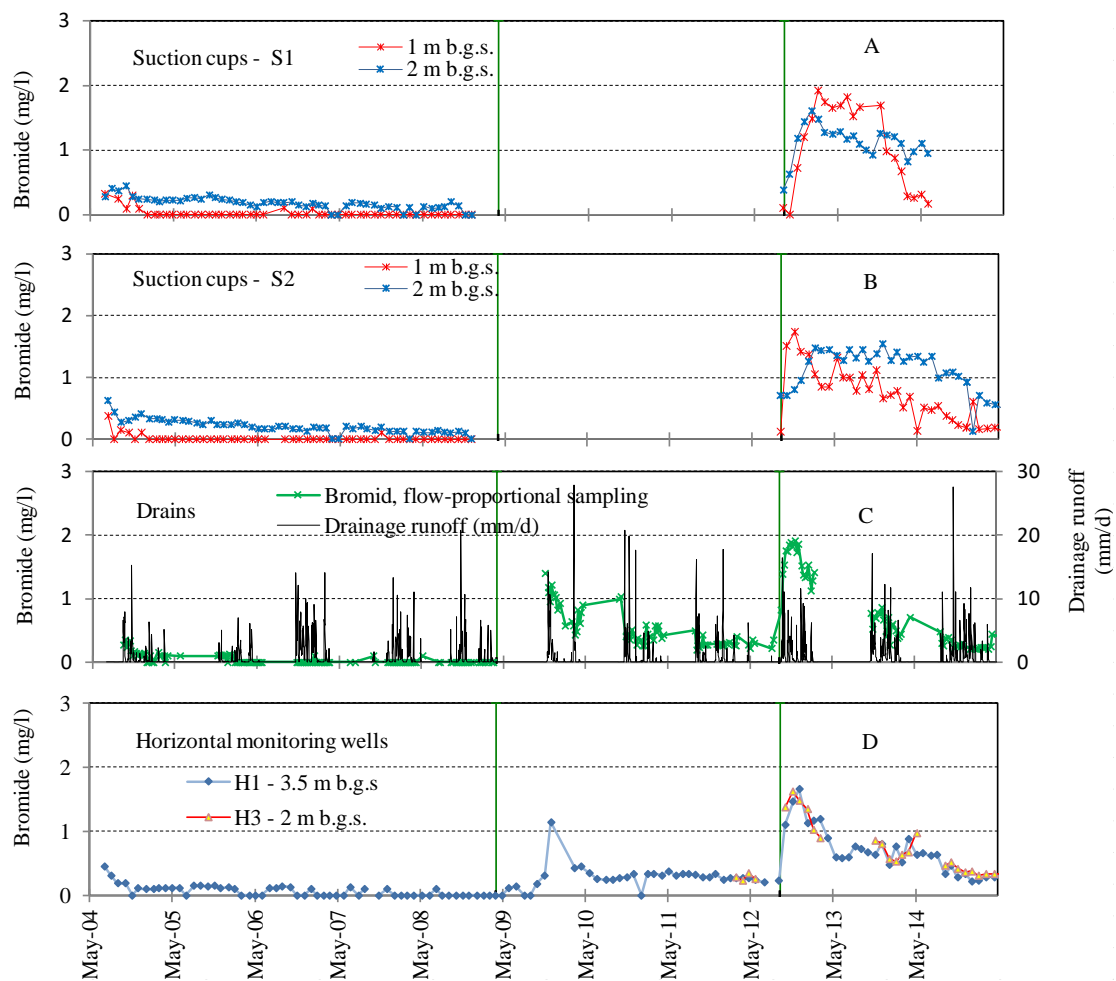 3
2
1
0
Bromide (mg/l)
Suction cups - S1
1 m b.g.s.
2 m b.g.s.
A
3
2
1
0
Bromide (mg/l)
Suction cups - S2
1 m b.g.s.
2 m b.g.s.
B
3
2
1
0
Bromide (mg/l)
Drains
Bromid, flow-proportional sampling
Drainage runoff (mm/d)
C
30
20
10
0
Drainage runoff
(mm/d)
3
2
1
0
Bromide (mg/l)
Horizontal monitoring wells
H1 - 3.5 m b.g.s
H3 - 2 m b.g.s.
D
May-04
May-05
May-06
May-07
May-08
May-09
May-10
May-11
May-12
May-13
May-14